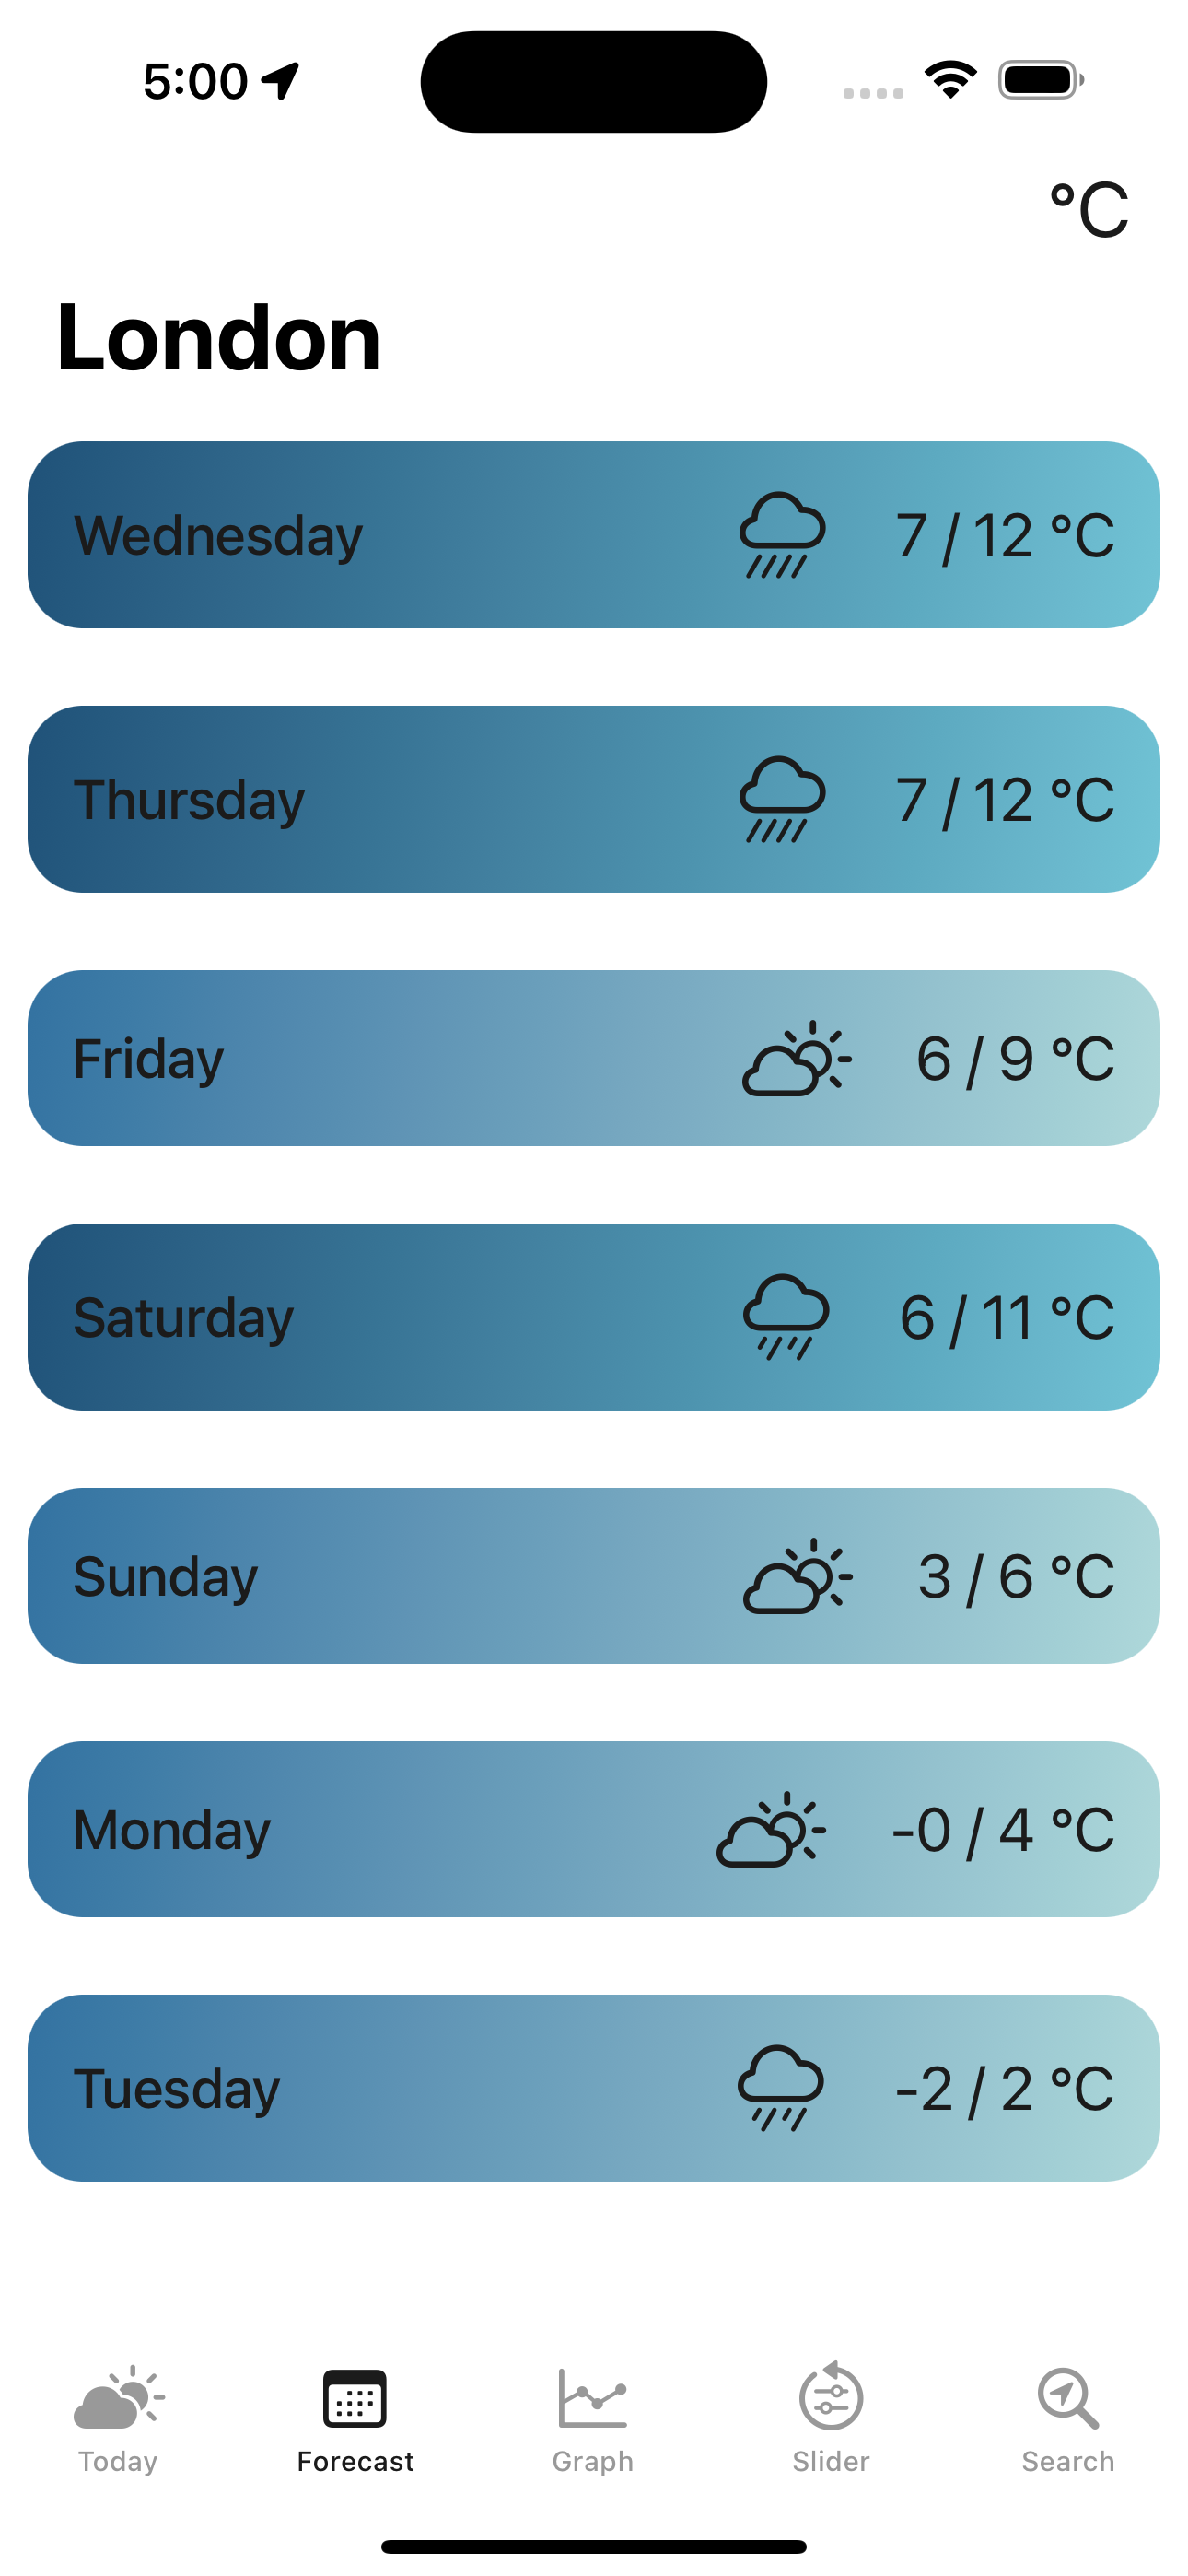 5:00
°C
London
Wednesday 7 / 12 °C
Thursday 7 / 12 °C
Friday 6 / 9 °C
Saturday 6 / 11 °C
Sunday 3 / 6 °C
Monday -0 / 4 °C
Tuesday -2 / 2 °C
Today Forecast Graph Slider Search